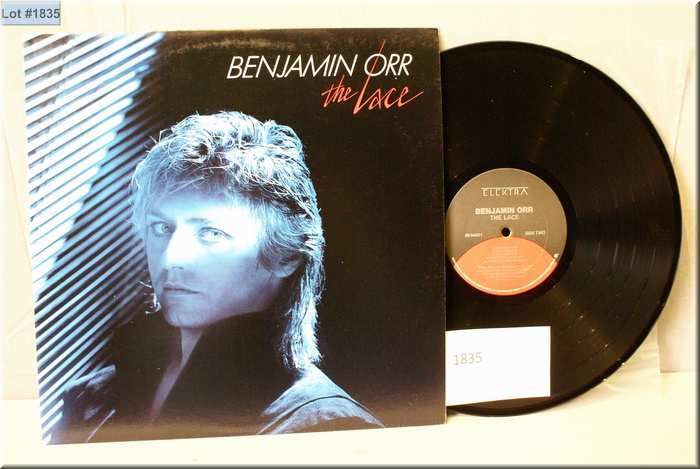 Lot #1835
BENJAMIN ORR
the Lace
ELEKTRA
BENJAMIN ORR
THE LACE
SIDE TWO
1835